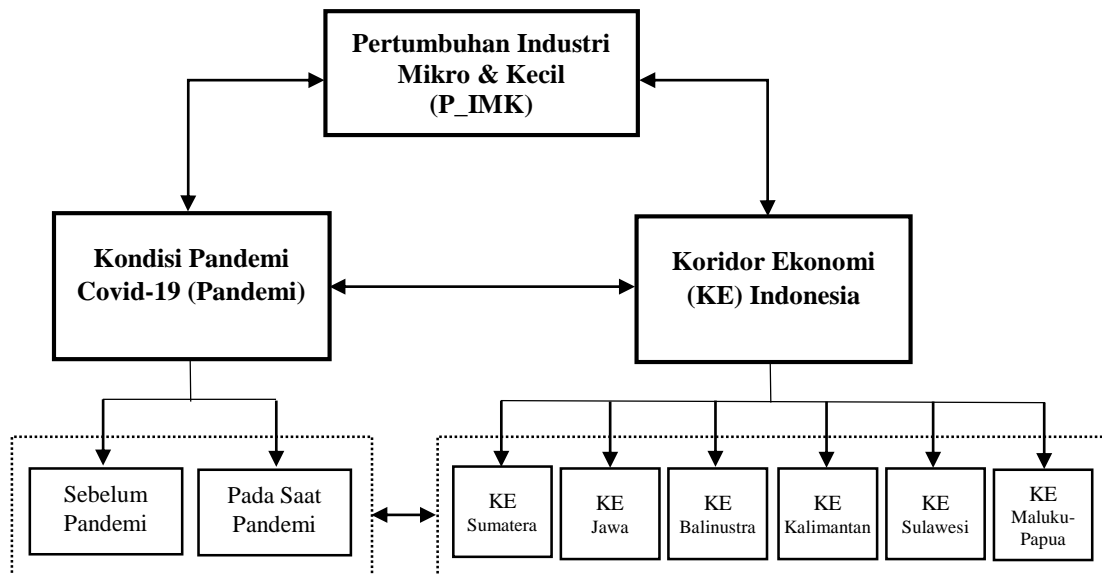 Pertumbuhan Industri
Mikro & Kecil
(P_IMK)
Kondisi Pandemi
Covid-19 (Pandemi)
Koridor Ekonomi
(KE) Indonesia
Sebelum
Pandemi
Pada Saat
Pandemi
KE
Sumatera
KE
Jawa
KE
Balinustra
KE
Kalimantan
KE
Sulawesi
KE
Maluku-
Papua